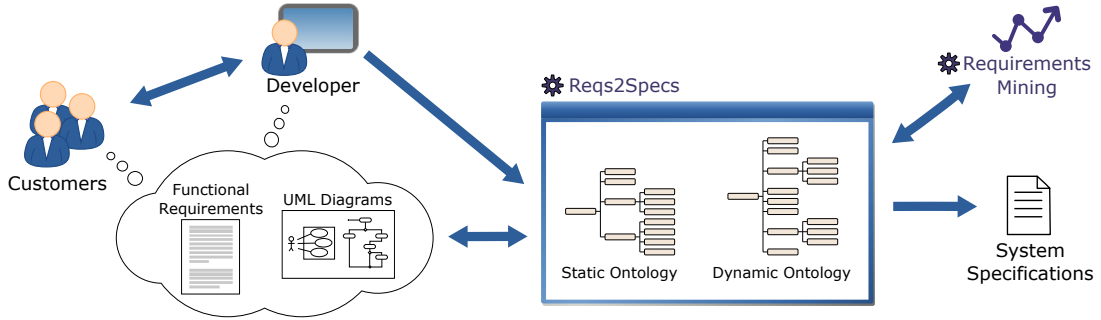 Developer
Customers
Functional
Requirements
UML Diagrams
Reqs2Specs
Static Ontology
Dynamic Ontology
Requirements
Mining
System
Specifications